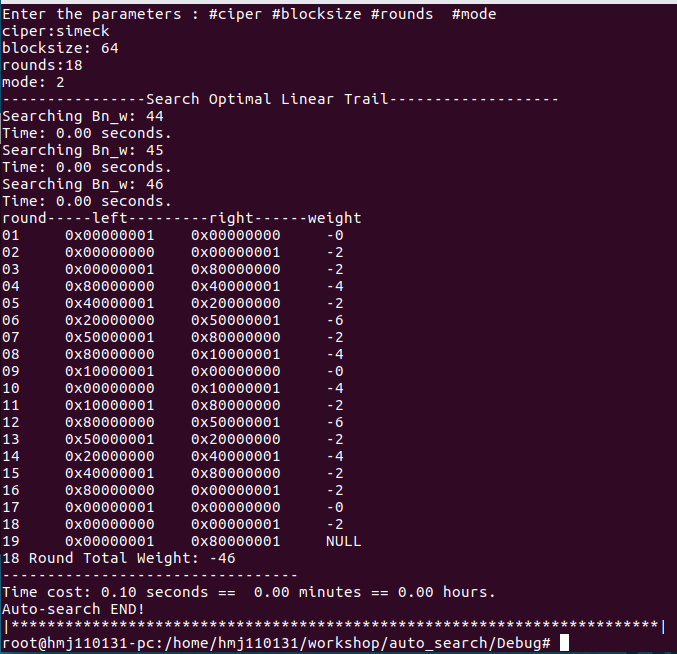 Enter the parameters : #ciper #blocksize #rounds  #mode
ciper:simeck
blocksize: 64
rounds:18
mode: 2
----------------Search Optimal Linear Trail-------------------
Searching Bn_w: 44
Time: 0.00 seconds.
Searching Bn_w: 45
Time: 0.00 seconds.
Searching Bn_w: 46
Time: 0.00 seconds.
round-----left---------right------weight
01     0x00000001    0x00000000     -0
02     0x00000000    0x00000001     -2
03     0x00000001    0x80000000     -2
04     0x80000000    0x40000001     -4
05     0x40000001    0x20000000     -2
06     0x20000000    0x50000001     -6
07     0x50000001    0x80000000     -2
08     0x80000000    0x10000001     -4
09     0x10000001    0x00000000     -0
10     0x00000000    0x10000001     -4
11     0x10000001    0x80000000     -2
12     0x80000000    0x50000001     -6
13     0x50000001    0x20000000     -2
14     0x20000000    0x40000001     -4
15     0x40000001    0x80000000     -2
16     0x80000000    0x00000001     -2
17     0x00000001    0x00000000     -0
18     0x00000000    0x00000001     -2
19     0x00000001    0x80000001     NULL
18 Round Total Weight: -46
---------------------------------
Time cost: 0.10 seconds ==  0.00 minutes == 0.00 hours.
Auto-search END!
|************************************************************************|
root@hmj110131-pc:/home/hmj110131/workshop/auto_search/Debug#